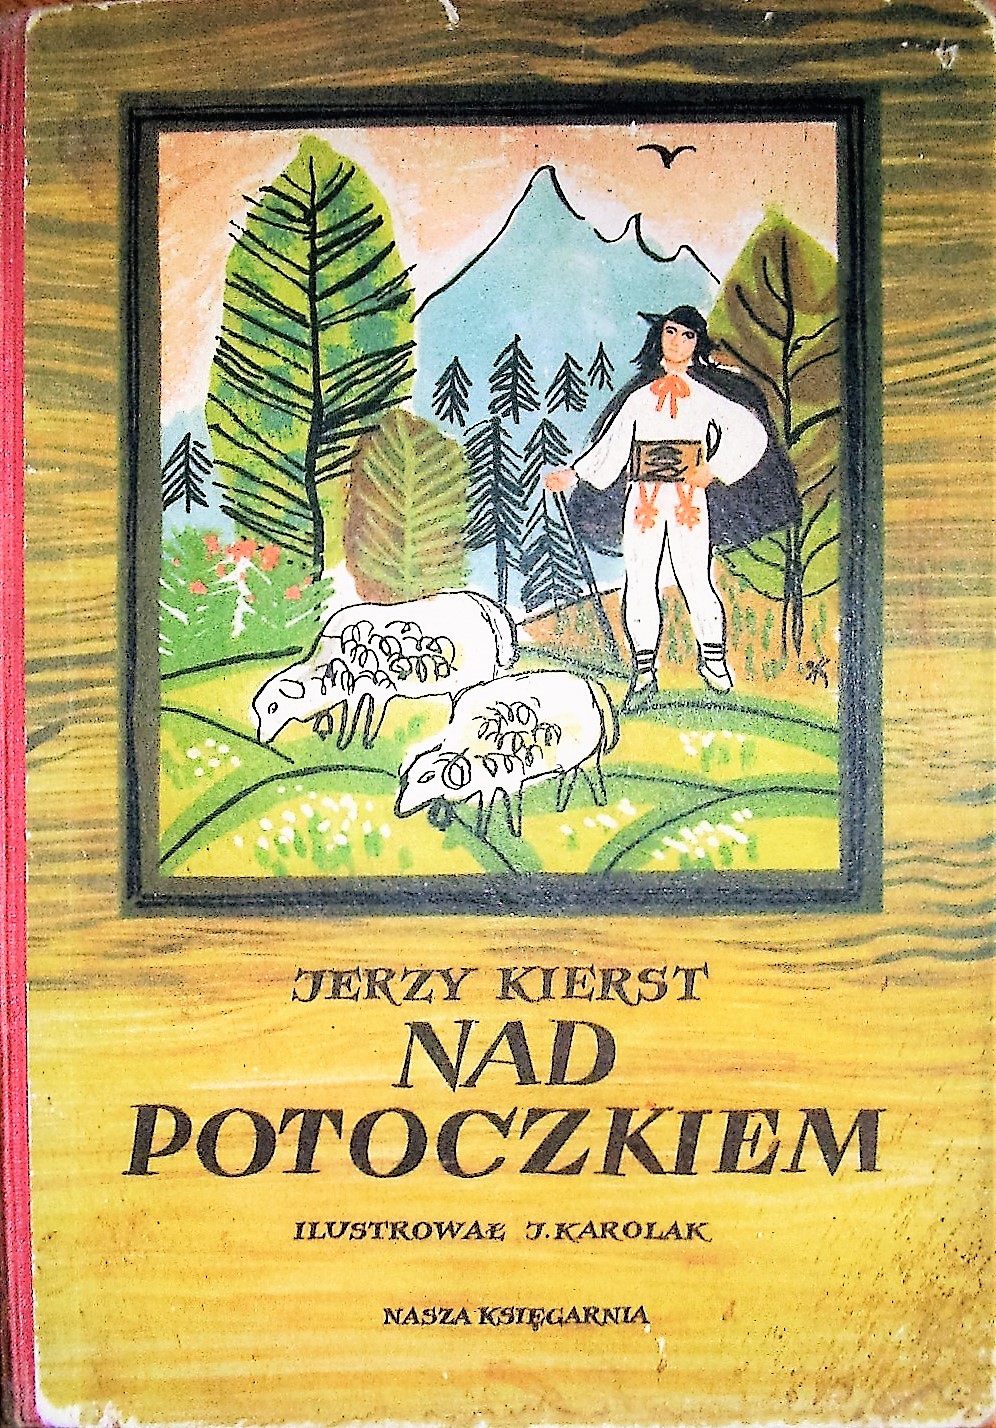 JERZY KIERST
NAD
POTOCZKIEM
ILUSTROWAŁ J. KAROLAK
NASZA KSIĘGARNIA